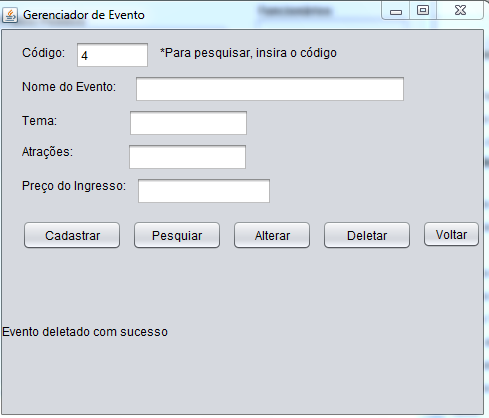 Gerenciador de Evento
Código: 4 *Para pesquisar, insira o código
Nome do Evento:
Tema:
Atrações:
Preço do Ingresso:
Cadastrar Pesquiar Alterar Deletar Voltar
Evento deletado com sucesso